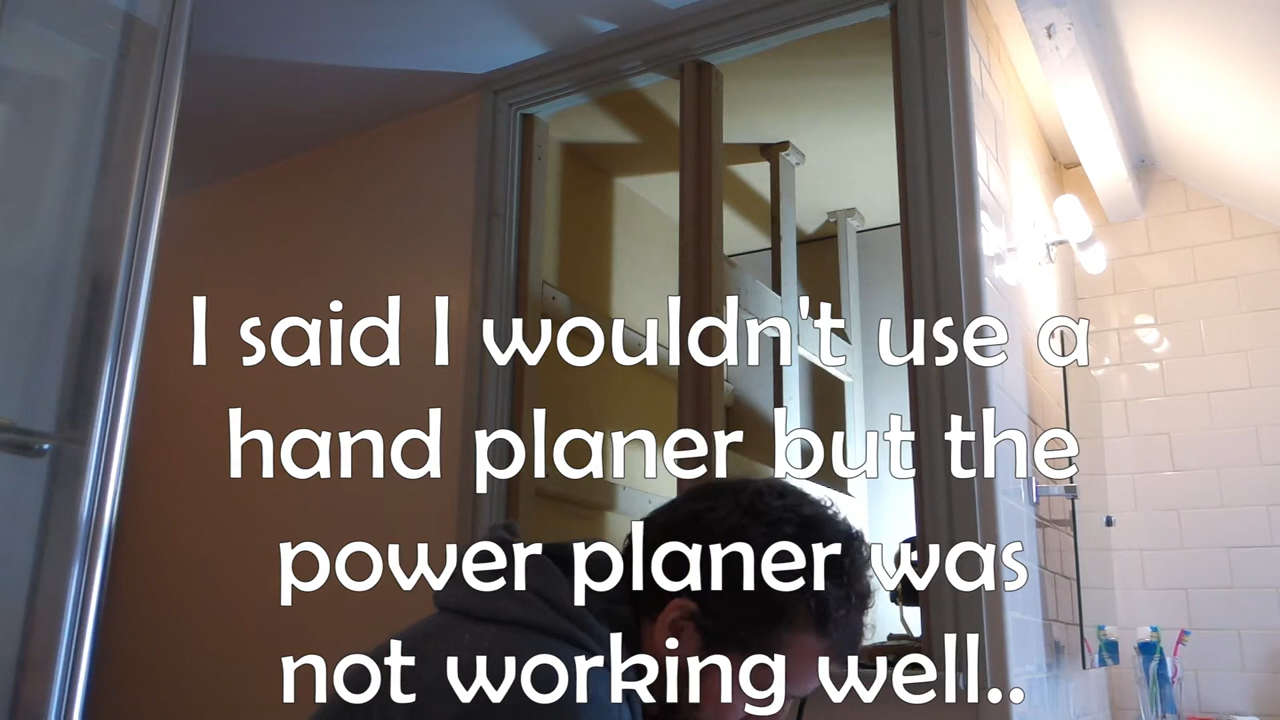 I said I wouldn't use a
hand planer but the
power planer was
not working well..